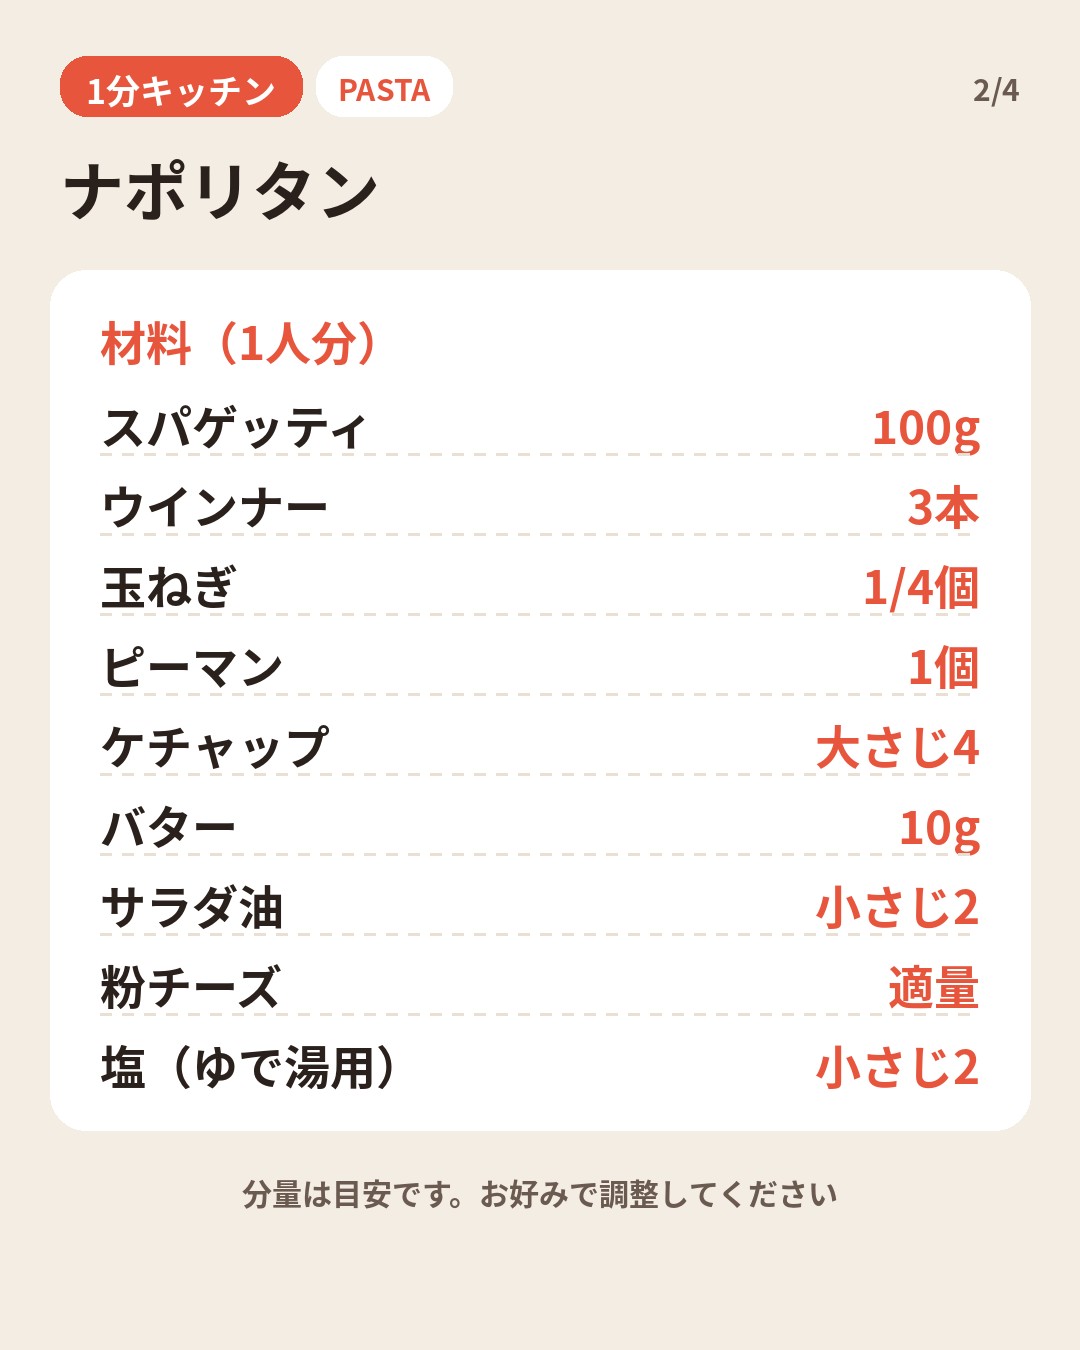 1分キッチン PASTA 2/4
ナポリタン
材料（1人分）
スパゲッティ 100g
ウインナー 3本
玉ねぎ 1/4個
ピーマン 1個
ケチャップ 大さじ4
バター 10g
サラダ油 小さじ2
粉チーズ 適量
塩（ゆで湯用） 小さじ2
分量は目安です。お好みで調整してください